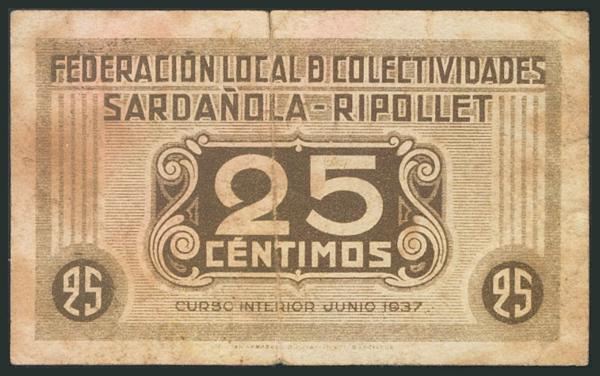 FEDERACIÓN LOCAL D COLECTIVIDADES
SARDAÑOLA-RIPOLLET
25
CÉNTIMOS
25
25
CURSO INTERIOR JUNIO 1937